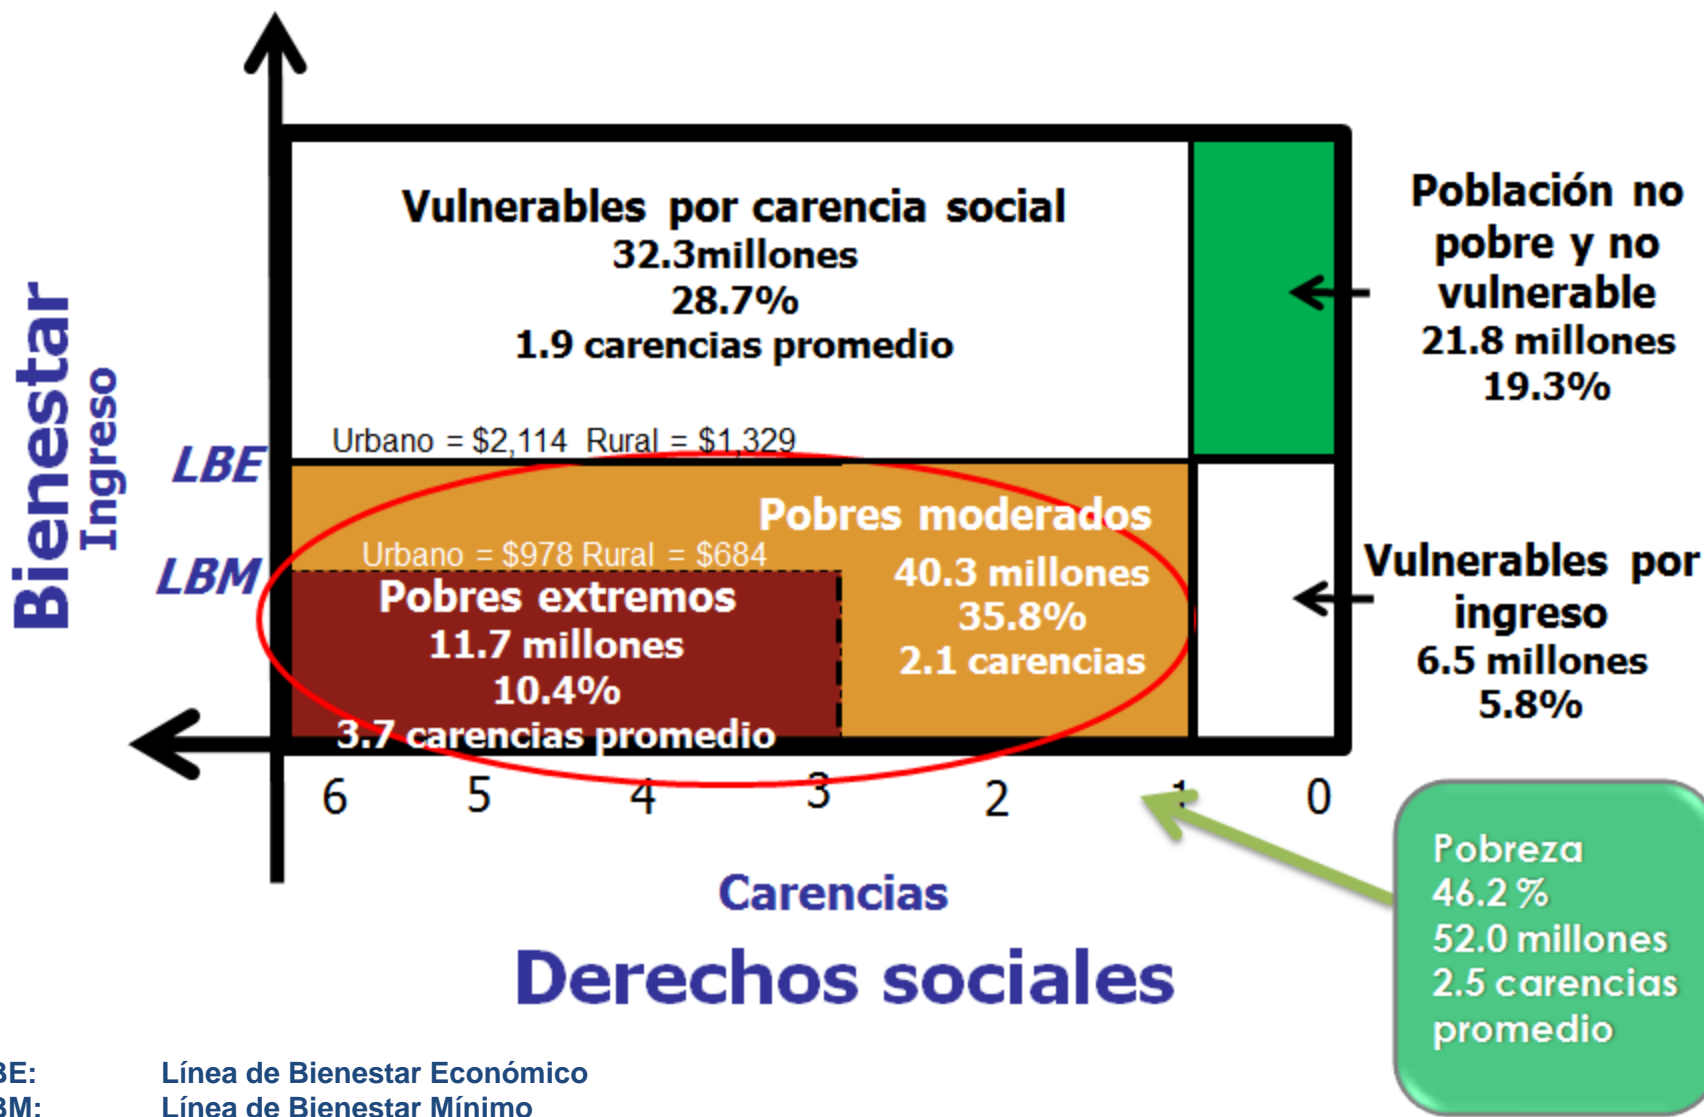 Vulnerables por carencia social
32.3millones
28.7%
1.9 carencias promedio
Población no
pobre y no
vulnerable
21.8 millones
19.3%
Bienestar
Ingreso
LBE
Urbano = $2,114 Rural = $1,329
Pobres moderados
40.3 millones
35.8%
2.1 carencias
LBM
Urbano = $978 Rural = $684
Pobres extremos
11.7 millones
10.4%
3.7 carencias promedio
Vulnerables por
ingreso
6.5 millones
5.8%
6 5 4 3 2 1 0
Carencias
Derechos sociales
Pobreza
46.2 %
52.0 millones
2.5 carencias
promedio
BE: Línea de Bienestar Económico
BM: Línea de Bienestar Mínimo